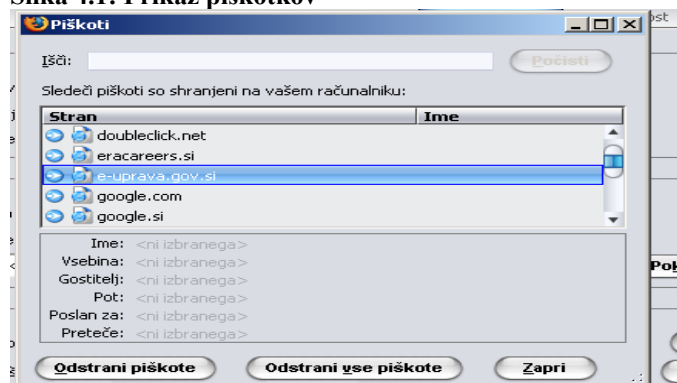 Slika 4.1: Prikaz piškotkov
Piškoti
Išči:
Počisti
Sledeči piškoti so shranjeni na vašem računalniku:
Stran Ime
doubleclick.net
eracareers.si
e-uprava.gov.si
google.com
google.si
Ime: <ni izbranega>
Vsebina: <ni izbranega>
Gostitelj: <ni izbranega>
Pot: <ni izbranega>
Poslan za: <ni izbranega>
Preteče: <ni izbranega>
Odstrani piškote Odstrani vse piškote Zapri